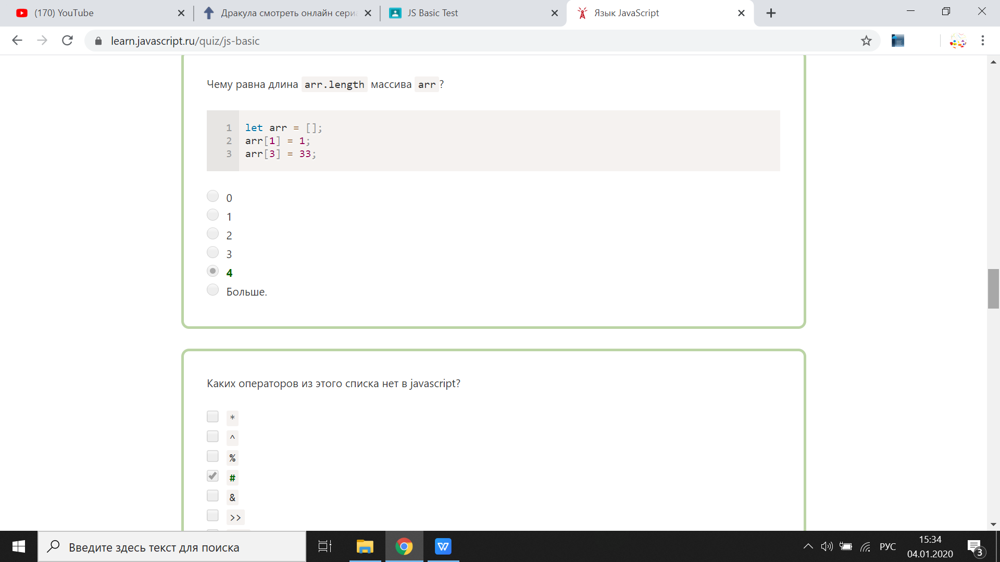 (170) YouTube
Дракула смотреть онлайн сери
JS Basic Test
Язык JavaScript
learn.javascript.ru/quiz/js-basic
Чему равна длина arr.length массива arr ?
1 let arr = [];
2 arr[1] = 1;
3 arr[3] = 33;
0
1
2
3
4
Больше.
Каких операторов из этого списка нет в javascript?
*
^
%
#
&
>>
Введите здесь текст для поиска
W
РУС
15:34
04.01.2020
3